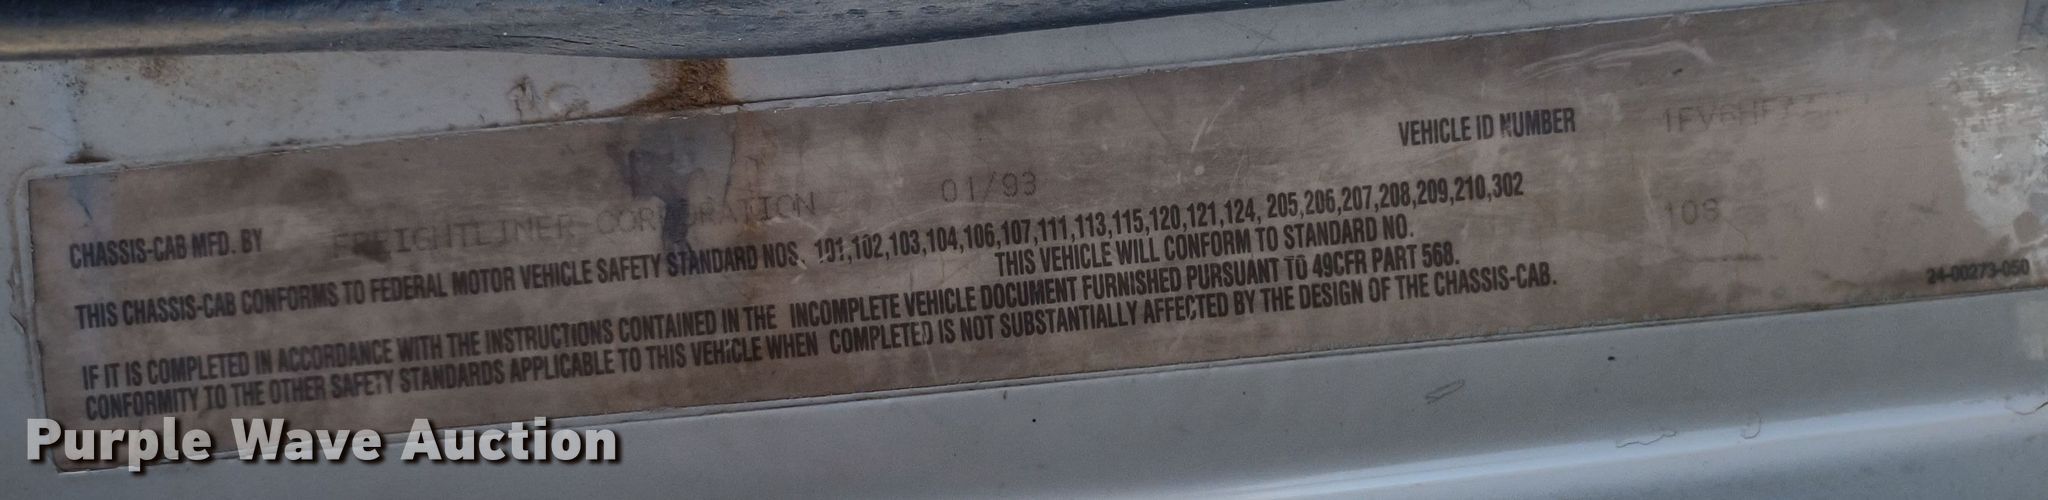 VEHICLE ID NUMBER
CHASSIS-CAB MFD. BY FREIGHTLINER CORPORATION 01/93
THIS CHASSIS-CAB CONFORMS TO FEDERAL MOTOR VEHICLE SAFETY STANDARD NOS. 101,102,103,104,106,107,111,113,115,120,121,124, 205,206,207,208,209,210,302
THIS VEHICLE WILL CONFORM TO STANDARD NO. 
IF IT IS COMPLETED IN ACCORDANCE WITH THE INSTRUCTIONS CONTAINED IN THE INCOMPLETE VEHICLE DOCUMENT FURNISHED PURSUANT TO 49CFR PART 568.
CONFORMITY TO THE OTHER SAFETY STANDARDS APPLICABLE TO THIS VEHICLE WHEN COMPLETED IS NOT SUBSTANTIALLY AFFECTED BY THE DESIGN OF THE CHASSIS-CAB.
24-00273-050
Purple Wave Auction